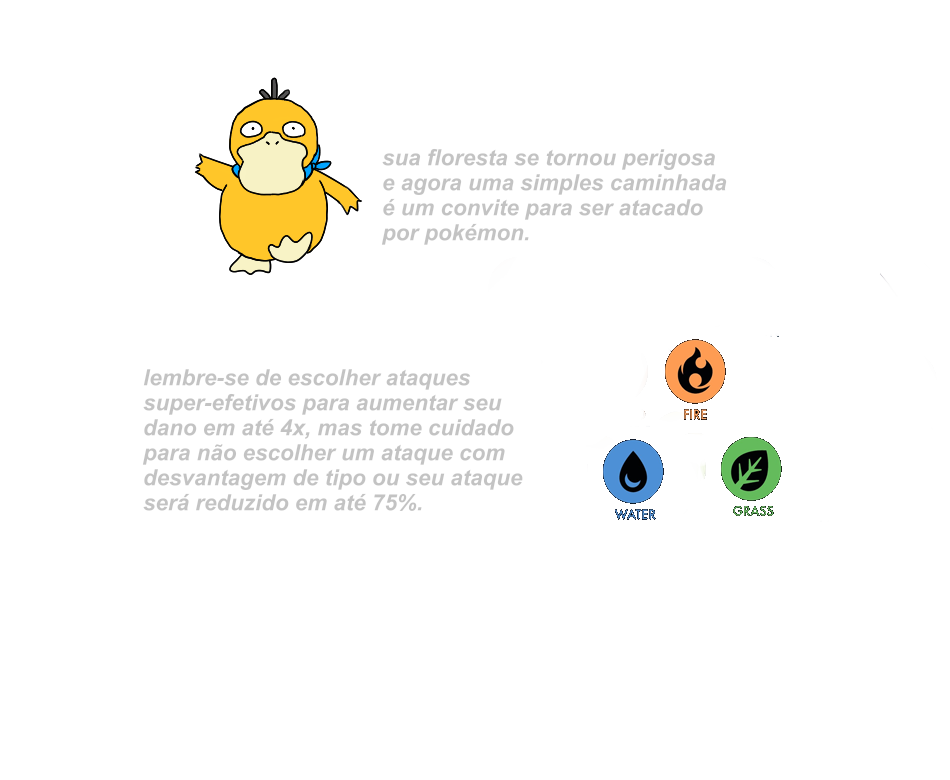 sua floresta se tornou perigosa
e agora uma simples caminhada
é um convite para ser atacado
por pokémon.
lembre-se de escolher ataques
super-efetivos para aumentar seu
dano em até 4x, mas tome cuidado
para não escolher um ataque com
desvantagem de tipo ou seu ataque
será reduzido em até 75%.
FIRE
WATER
GRASS